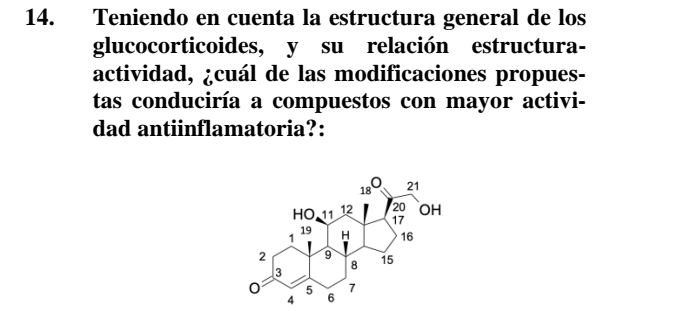 14. Teniendo en cuenta la estructura general de los
glucocorticoides, y su relación estructura-
actividad, ¿cuál de las modificaciones propues-
tas conduciría a compuestos con mayor activi-
dad antiinflamatoria?:
O 21
18
HO 11 12 20 OH
17
19 H 16
1
2 9 8 15
3
O 5 7
4 6